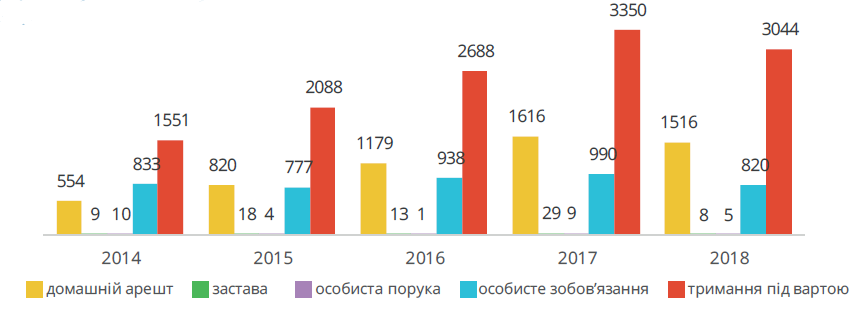 3350
3044
2688
2088
1551
1616
1516
1179
554 9 10 833
820 18 4 777
13 1 938
29 9 990
8 5 820
2014 2015 2016 2017 2018
домашній арешт застава особиста порука особисте зобов’язання тримання під вартою